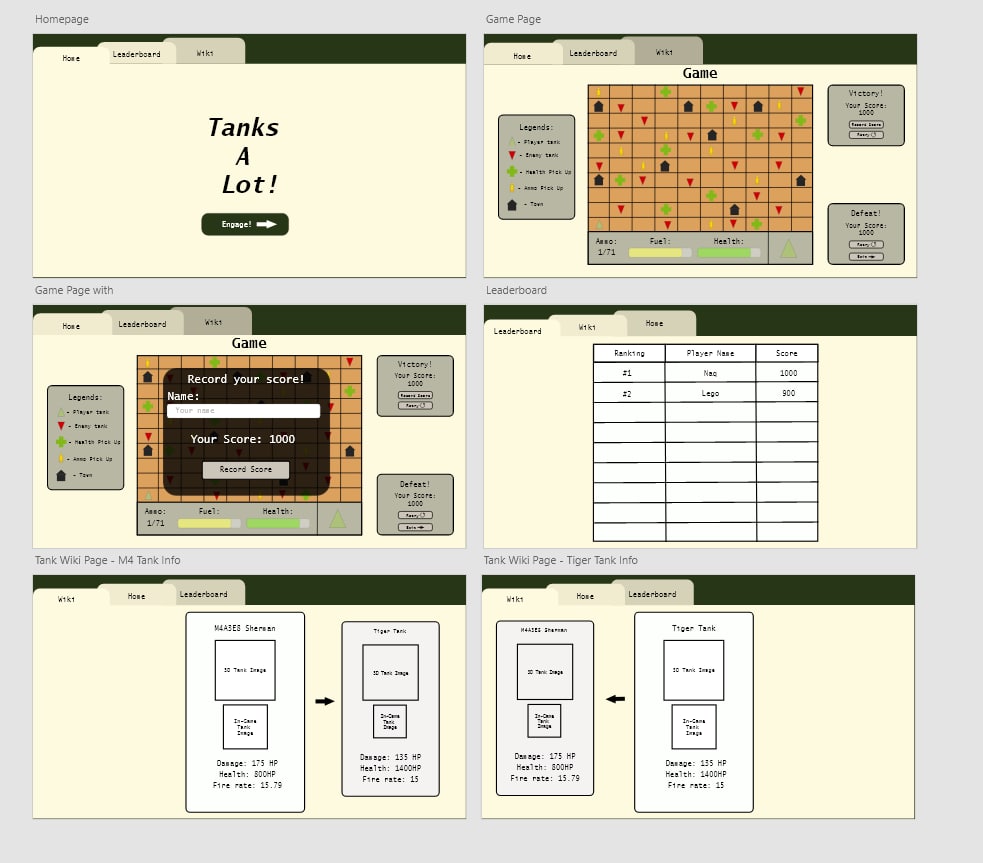 Homepage
Home
Leaderboard
Wiki
Tanks
A
Lot!
Engage!
Game Page
Home
Leaderboard
Wiki
Game
Legends:
- Player tank
- Enemy tank
- Health Pick Up
- Ammo Pick Up
- Town
Ammo:
1/71
Fuel:
Health:
Victory!
Your Score:
1000
Record Score
Retry
Defeat!
Your Score:
1000
Retry
Exit
Game Page with
Home
Leaderboard
Wiki
Game
Legends:
- Player tank
- Enemy tank
- Health Pick Up
- Ammo Pick Up
- Town
Record your score!
Name:
Your name
Your Score: 1000
Record Score
Ammo:
1/71
Fuel:
Health:
Victory!
Your Score:
1000
Record Score
Retry
Defeat!
Your Score:
1000
Retry
Exit
Leaderboard
Leaderboard
Wiki
Home
Ranking Player Name Score
#1 Naq 1000
#2 Lego 900
Tank Wiki Page - M4 Tank Info
Wiki
Home
Leaderboard
M4A3E8 Sherman
3D Tank Image
In-Game
Tank
Image
Damage: 175 HP
Health: 800HP
Fire rate: 15.79
Tiger Tank
3D Tank Image
In-Game
Tank
Image
Damage: 135 HP
Health: 1400HP
Fire rate: 15
Tank Wiki Page - Tiger Tank Info
Wiki
Home
Leaderboard
M4A3E8 Sherman
3D Tank Image
In-Game
Tank
Image
Damage: 175 HP
Health: 800HP
Fire rate: 15.79
Tiger Tank
3D Tank Image
In-Game
Tank
Image
Damage: 135 HP
Health: 1400HP
Fire rate: 15